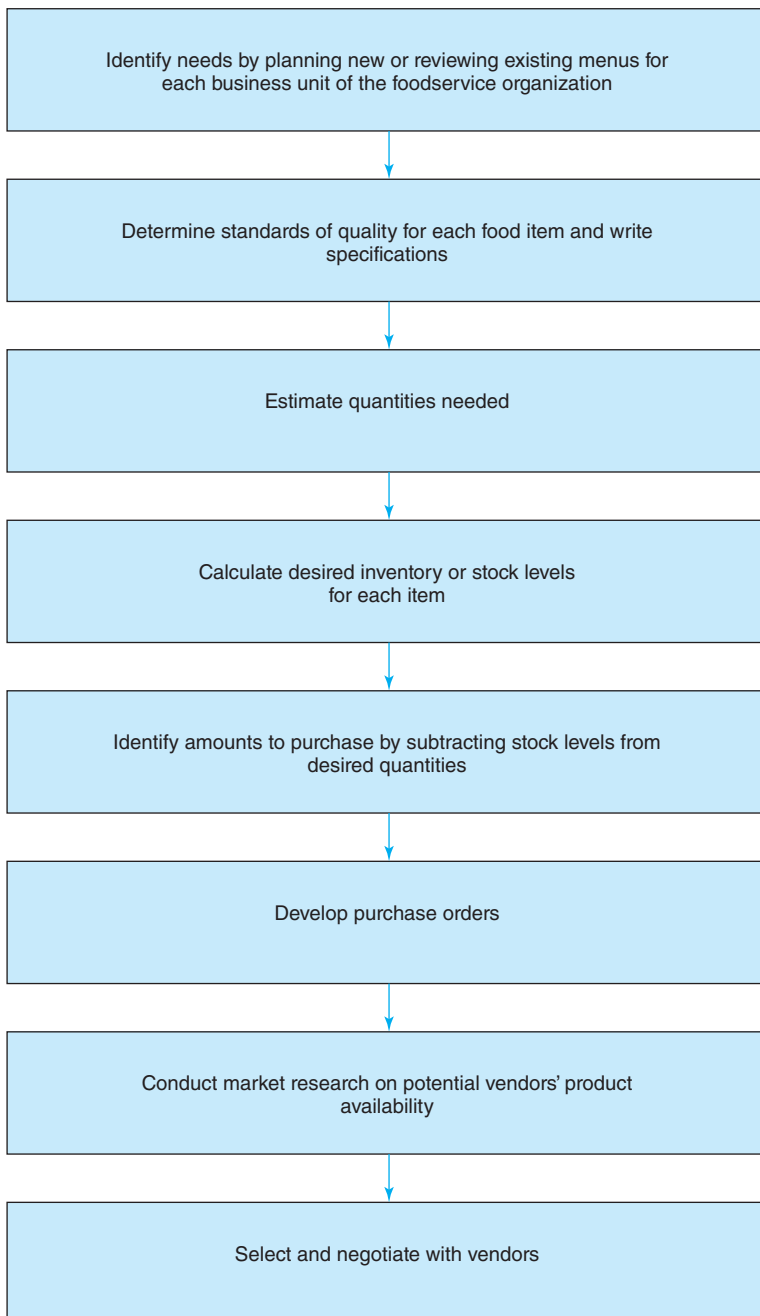 Identify needs by planning new or reviewing existing menus for
each business unit of the foodservice organization
Determine standards of quality for each food item and write
specifications
Estimate quantities needed
Calculate desired inventory or stock levels
for each item
Identify amounts to purchase by subtracting stock levels from
desired quantities
Develop purchase orders
Conduct market research on potential vendors’ product
availability
Select and negotiate with vendors